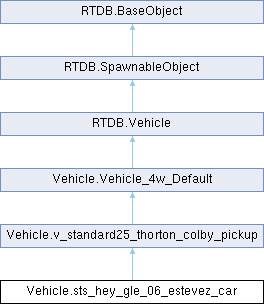 RTDB.BaseObject
RTDB.SpawnableObject
RTDB.Vehicle
Vehicle.Vehicle_4w_Default
Vehicle.v_standard25_thorton_colby_pickup
Vehicle.sts_hey_gle_06_estevez_car